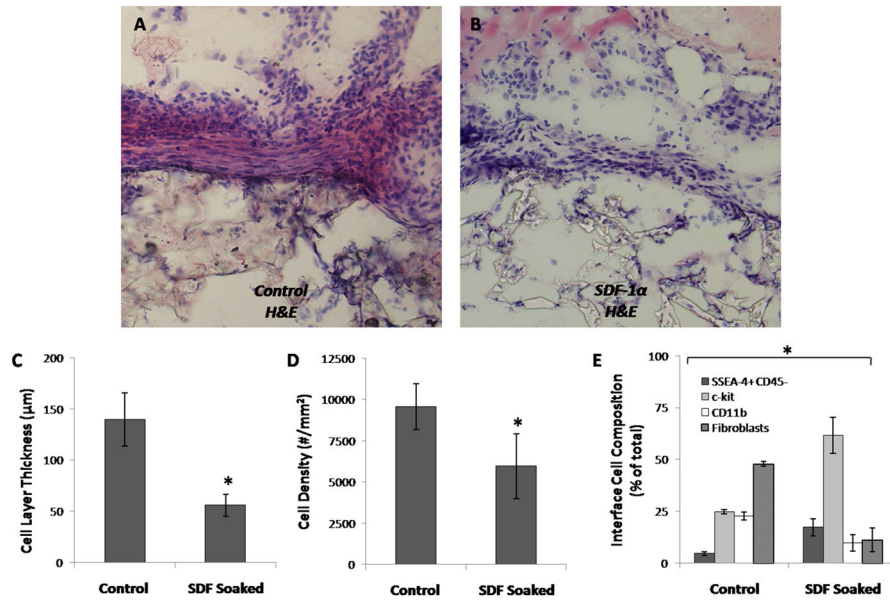 A
B
Control
H&E
SDF-1α
H&E
C
Cell Layer Thickness (µm)
200
150
100
50
0
*
Control
SDF Soaked
D
Cell Density (#/mm²)
12500
10000
7500
5000
2500
0
*
Control
SDF Soaked
E
Interface Cell Composition
(% of total)
100
75
50
25
0
*
SSEA-4+CD45-
c-kit
CD11b
Fibroblasts
Control
SDF Soaked